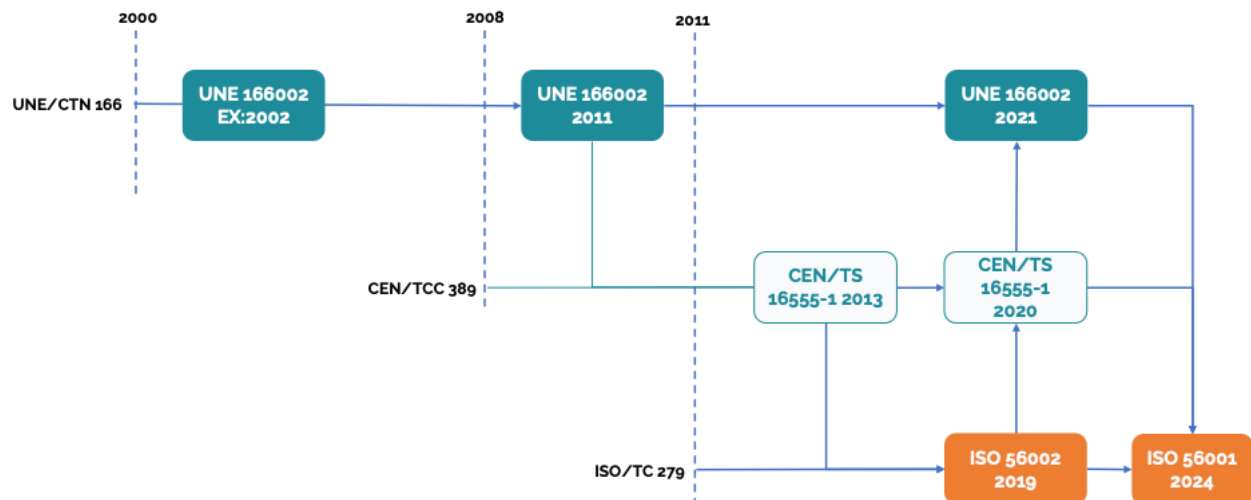 2000
2008
2011
UNE/CTN 166
UNE 166002
EX:2002
UNE 166002
2011
UNE 166002
2021
CEN/TCC 389
CEN/TS
16555-1 2013
CEN/TS
16555-1
2020
ISO/TC 279
ISO 56002
2019
ISO 56001
2024